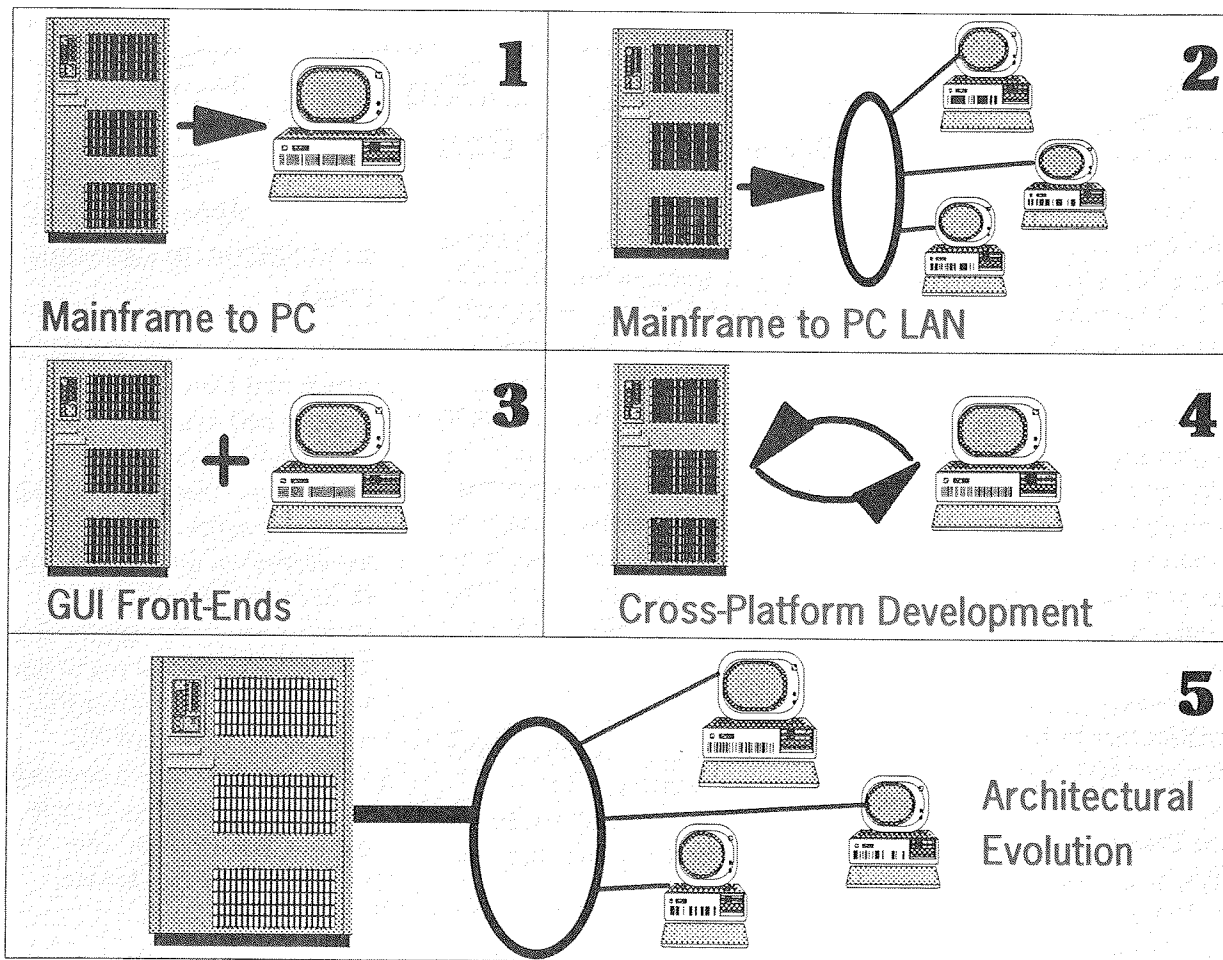 1
Mainframe to PC
2
Mainframe to PC LAN
3
GUI Front-Ends
4
Cross-Platform Development
5
Architectural
Evolution